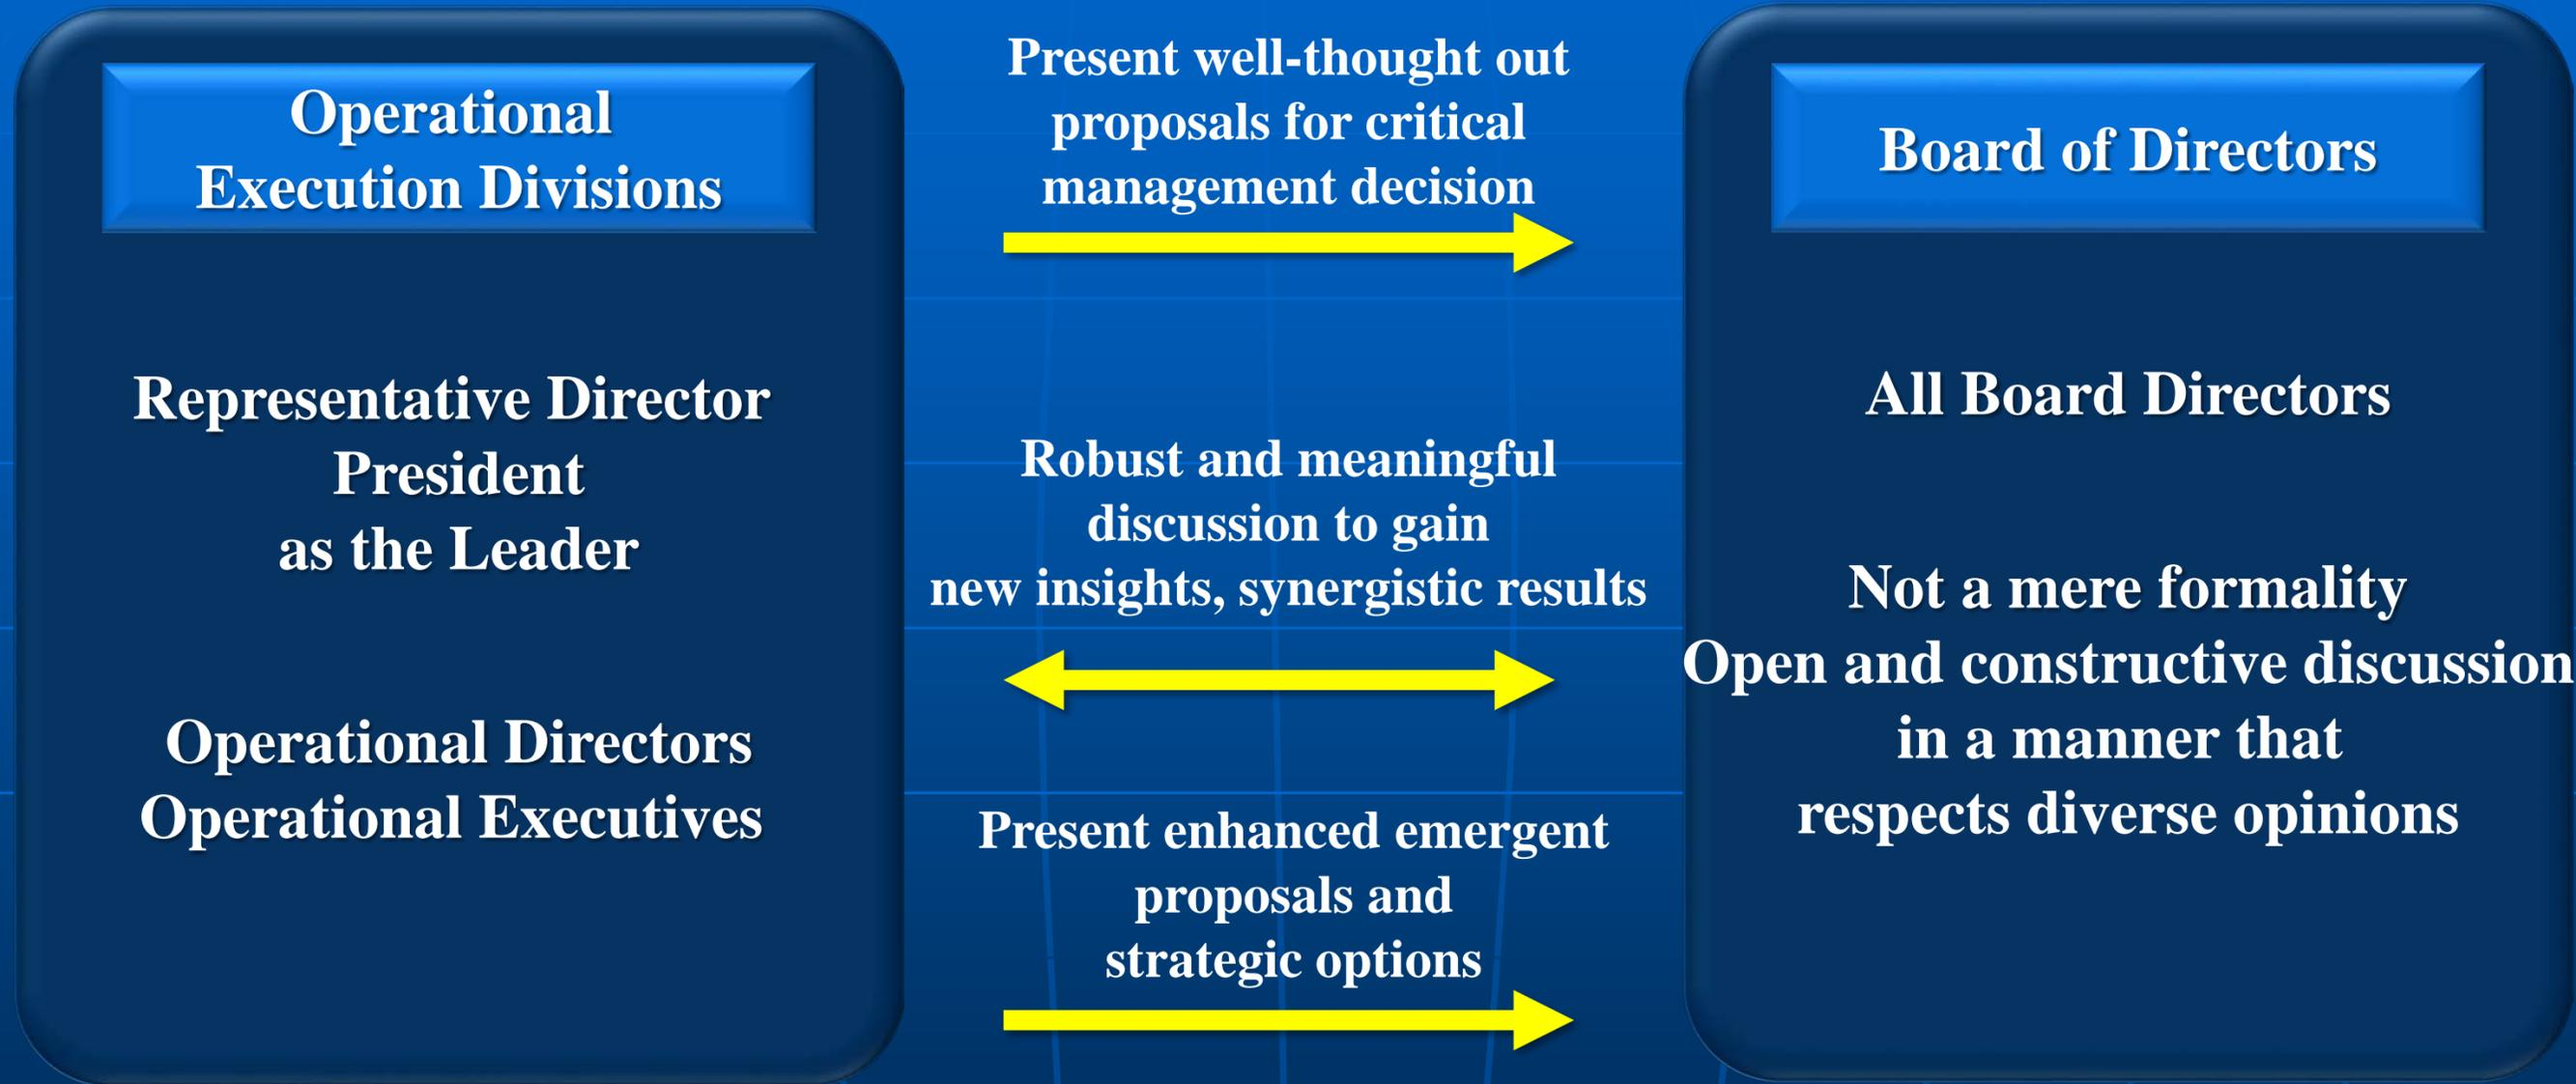 Operational
Execution Divisions
Representative Director
President
as the Leader
Operational Directors
Operational Executives
Present well-thought out
proposals for critical
management decision
Robust and meaningful
discussion to gain
new insights, synergistic results
Present enhanced emergent
proposals and
strategic options
Board of Directors
All Board Directors
Not a mere formality
Open and constructive discussion
in a manner that
respects diverse opinions